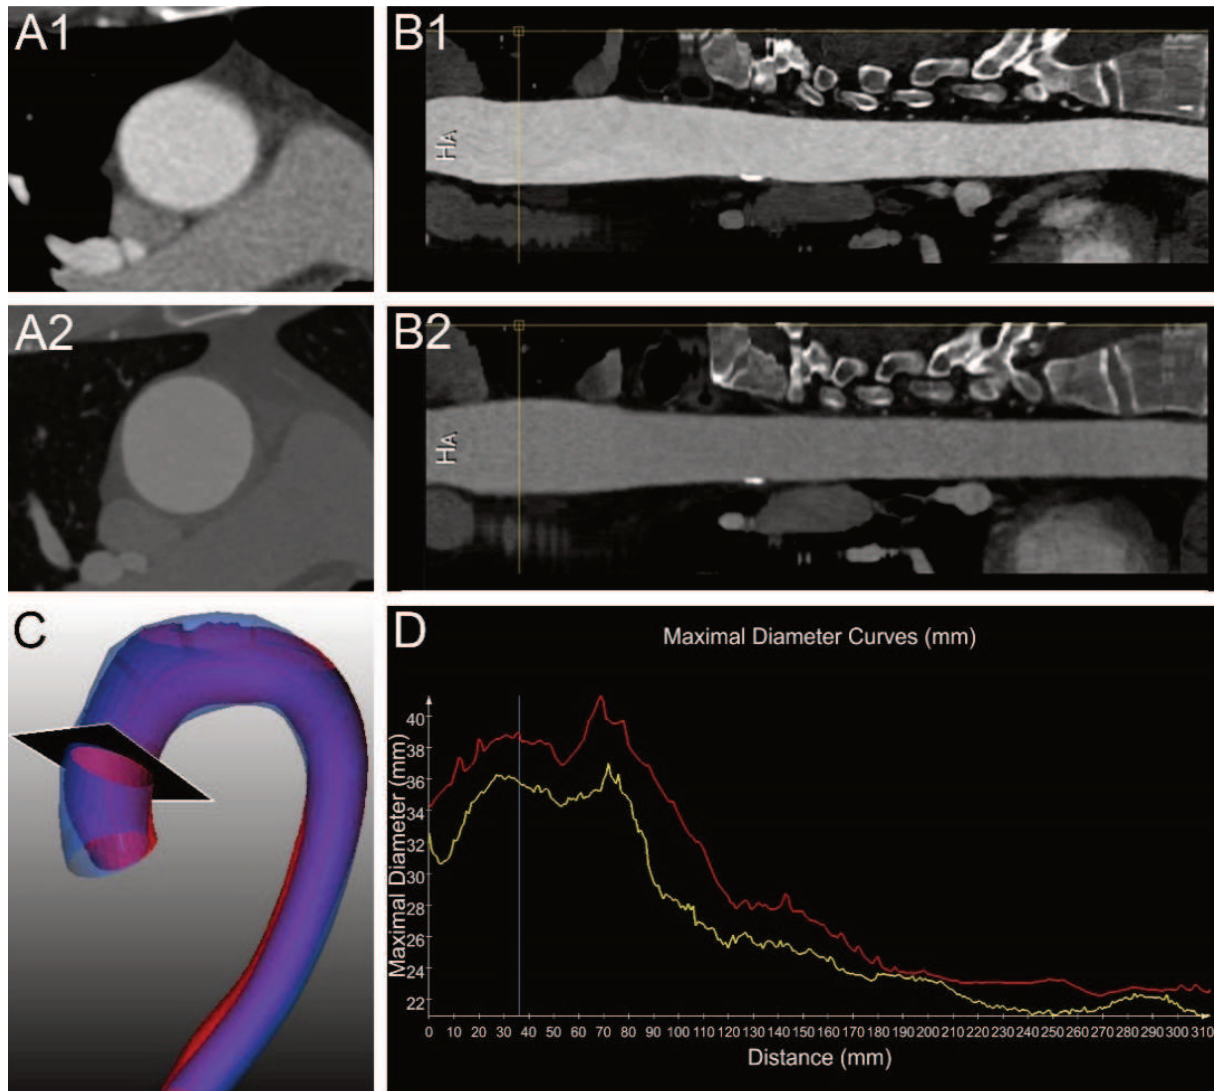 A1
B1
HA
A2
B2
HA
C
D
Maximal Diameter Curves (mm)
Maximal Diameter (mm)
40
38
36
34
32
30
28
26
24
22
0 10 20 30 40 50 60 70 80 90 100 110 120 130 140 150 160 170 180 190 200 210 220 230 240 250 260 270 280 290 300 310
Distance (mm)